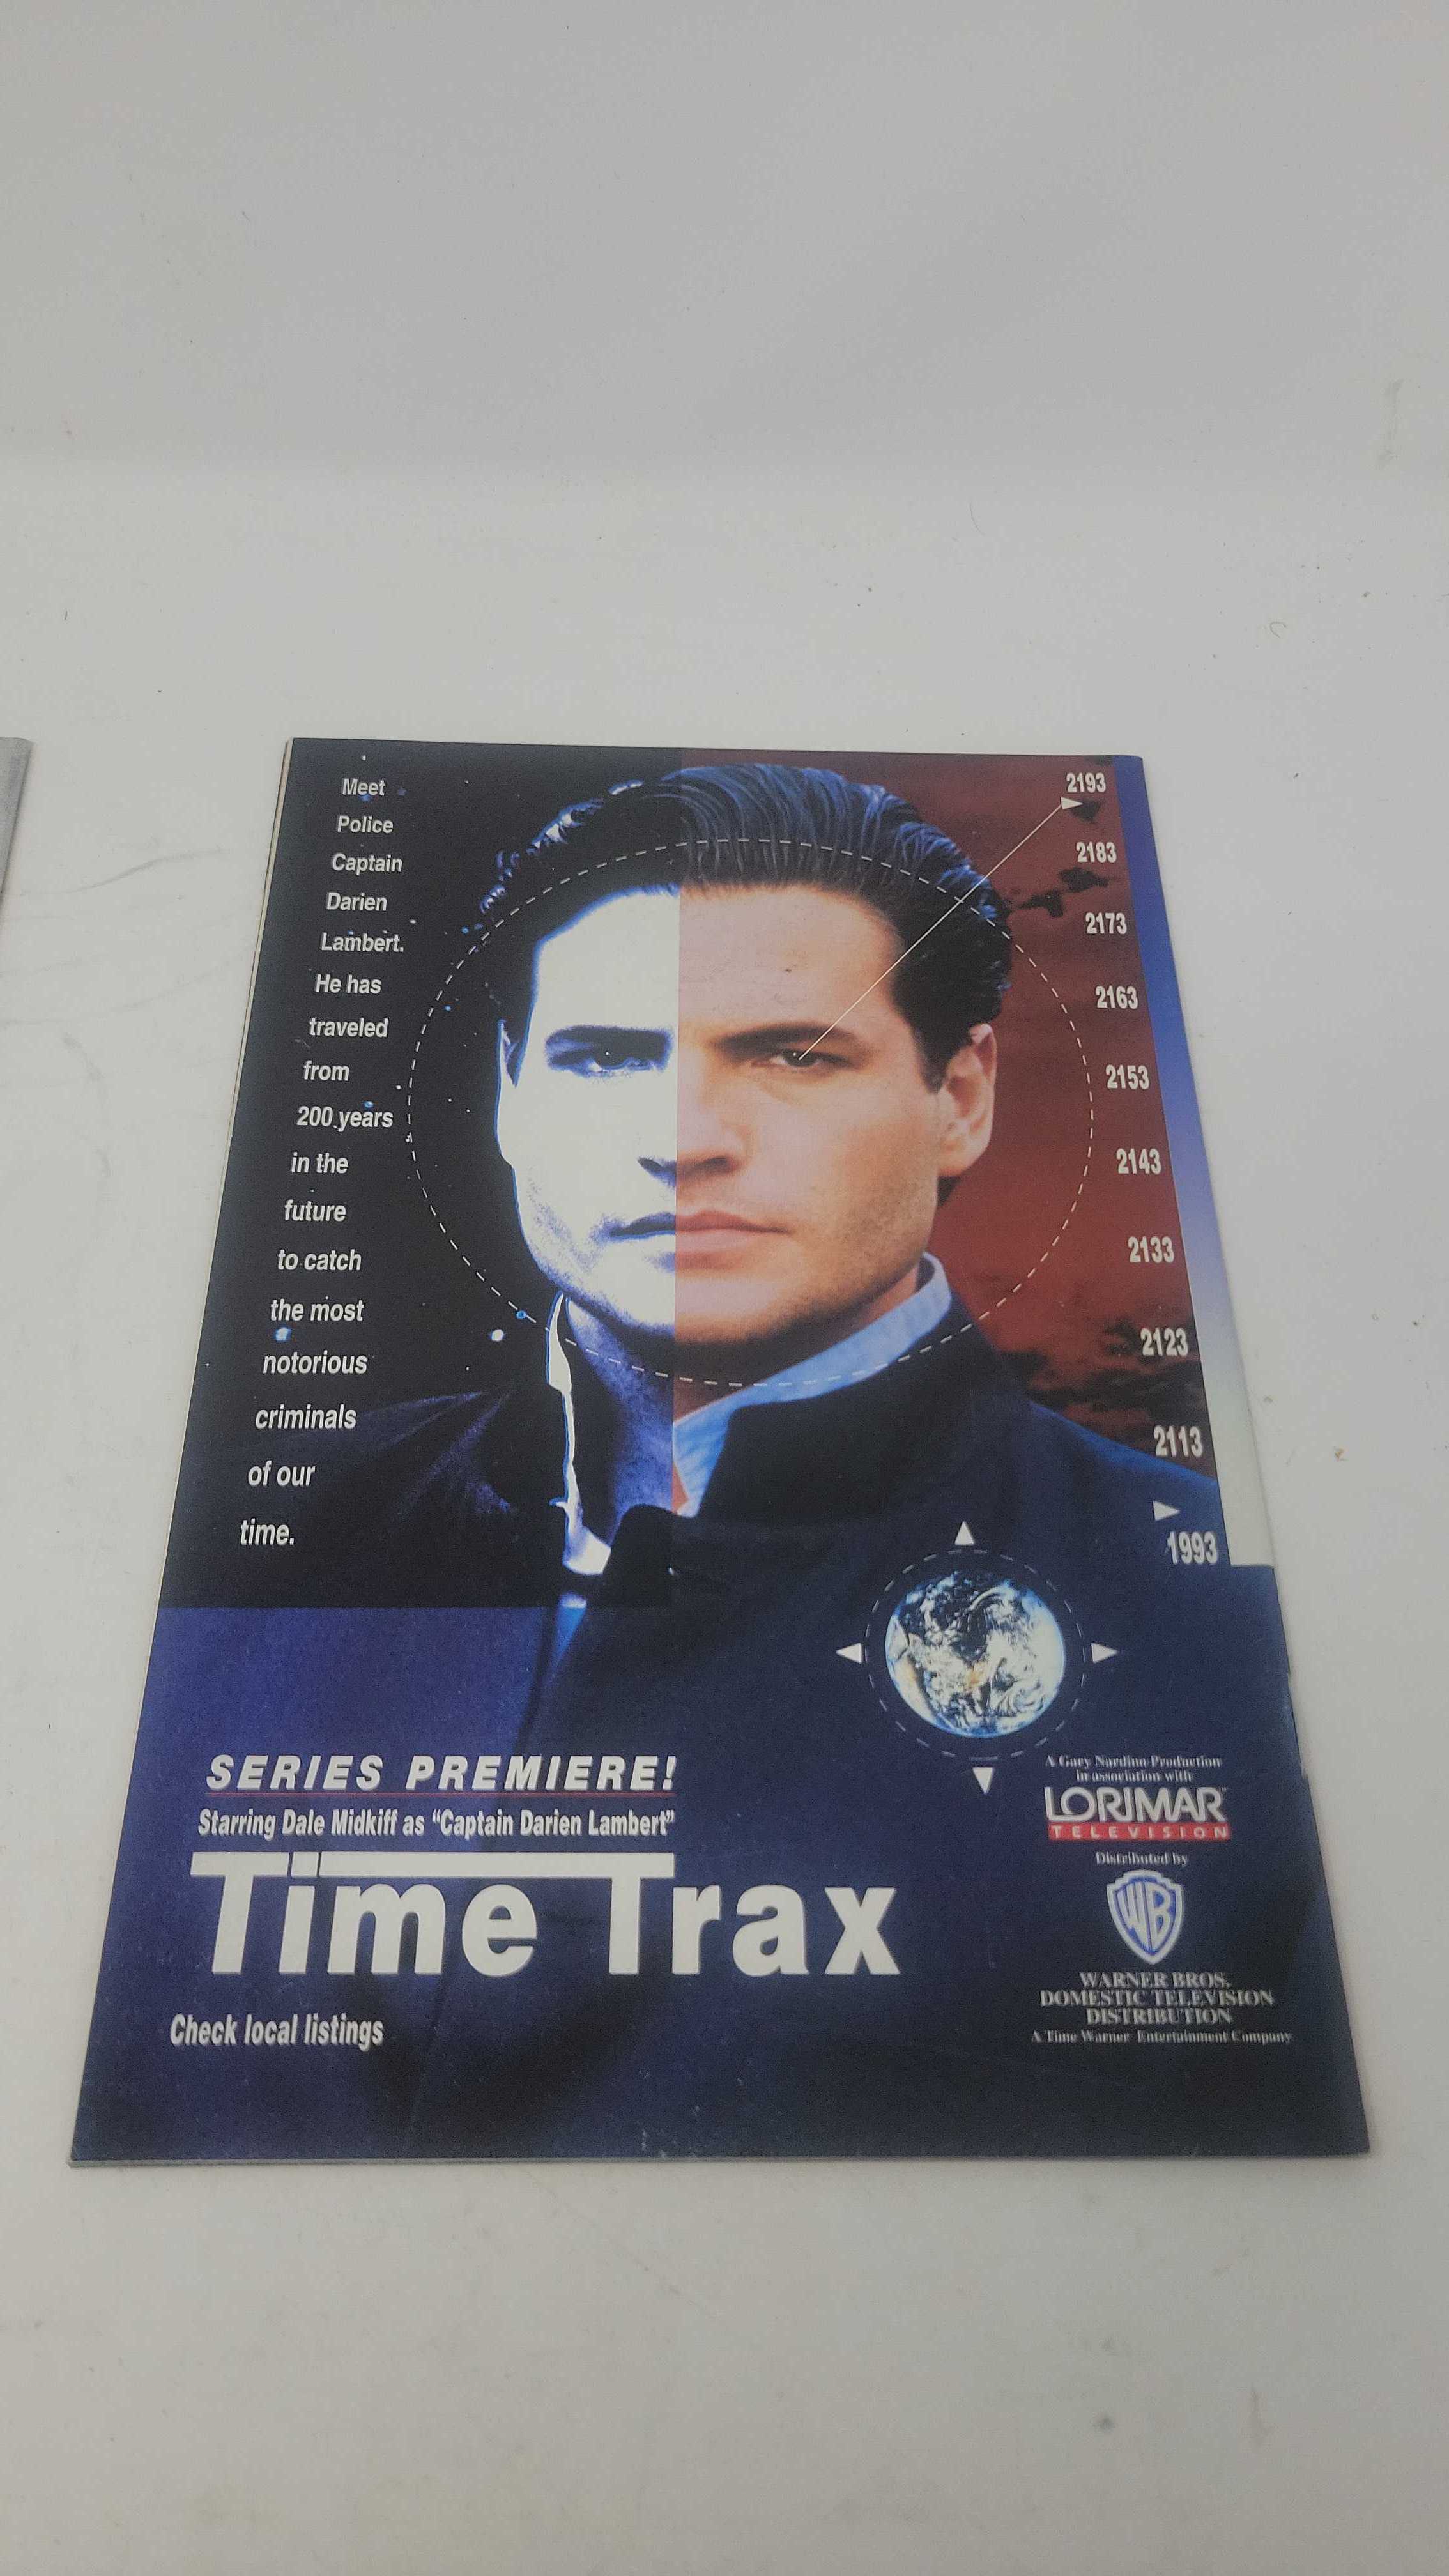 Meet
Police
Captain
Darien
Lambert.
He has
traveled
from
200 years
in the
future
to catch
the most
notorious
criminals
of our
time.
2193
2183
2173
2163
2153
2143
2133
2123
2113
1993
SERIES PREMIERE!
Starring Dale Midkiff as "Captain Darien Lambert"
Time Trax
Check local listings
A Gary Nardino Production
in association with
LORIMAR
TELEVISION
Distributed by
WB
WARNER BROS.
DOMESTIC TELEVISION
DISTRIBUTION
A Time Warner Entertainment Company